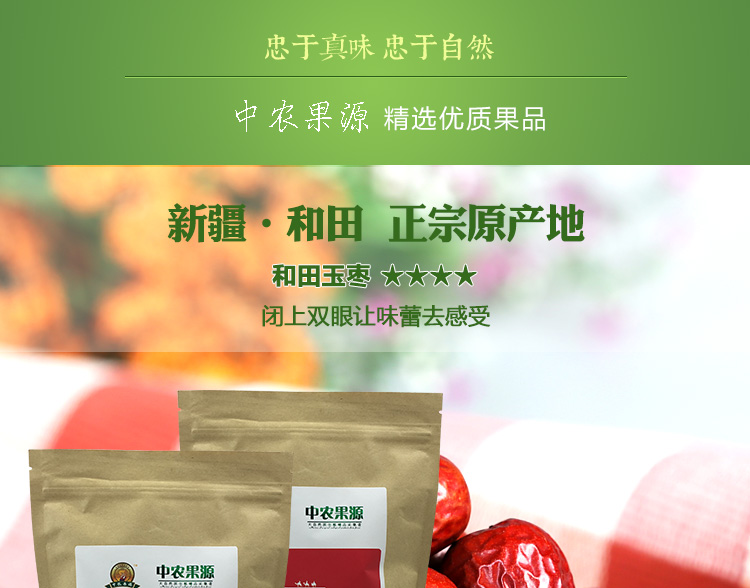 忠于真味 忠于自然
中农果源 精选优质果品
新疆·和田 正宗原产地
和田玉枣 ★★★★
闭上双眼让味蕾去感受
中农果源
中农果源